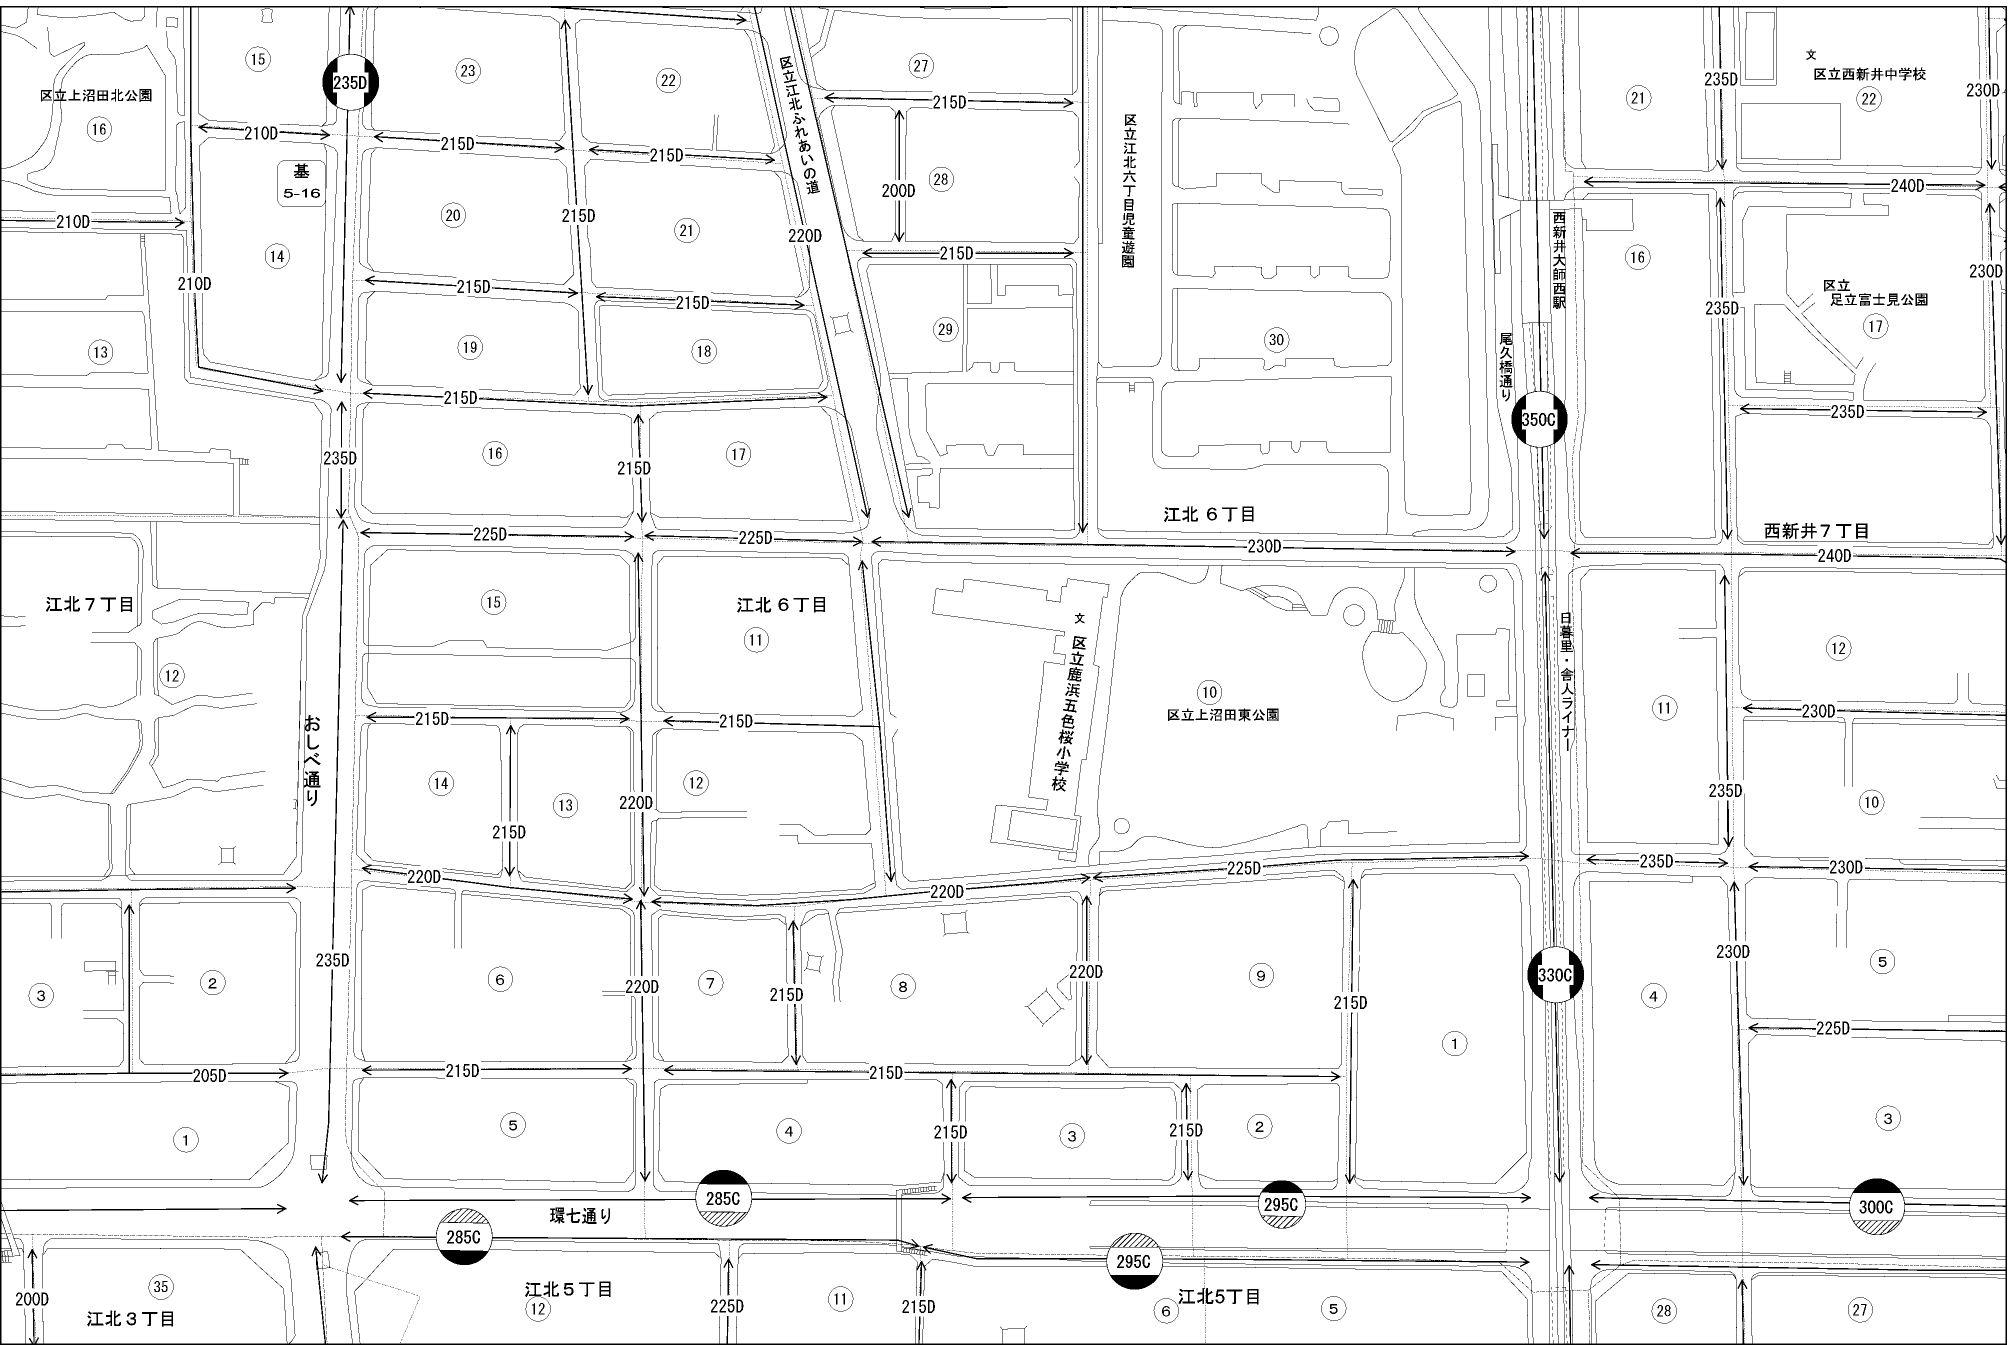 15
23
22
27
21
文
区立西新井中学校
22
235D
235D
230D
区立上沼田北公園
16
区立江北ふれあいの道
215D
210D
215D
215D
区立江北六丁目児童遊園
基
5-16
20
215D
21
28
200D
240D
210D
14
210D
220D
215D
西新井大師西駅
16
230D
215D
215D
235D
区立
足立富士見公園
17
13
19
18
29
30
尾久橋通り
215D
235D
350C
235D
16
215D
17
225D
225D
江北 6丁目
230D
西新井7丁目
240D
江北7丁目
15
江北 6丁目
11
文
区立鹿浜五色桜小学校
日暮里・舎人ライナー
12
12
10
区立上沼田東公園
11
230D
215D
215D
おしべ通り
14
13
12
220D
215D
235D
10
220D
220D
225D
235D
230D
235D
3
2
6
220D
7
215D
8
220D
9
215D
330C
4
230D
5
225D
1
205D
215D
215D
1
5
4
215D
3
215D
2
3
285C
295C
300C
環七通り
285C
295C
200D
35
江北3丁目
江北5丁目
12
225D
11
215D
6
江北5丁目
5
28
27